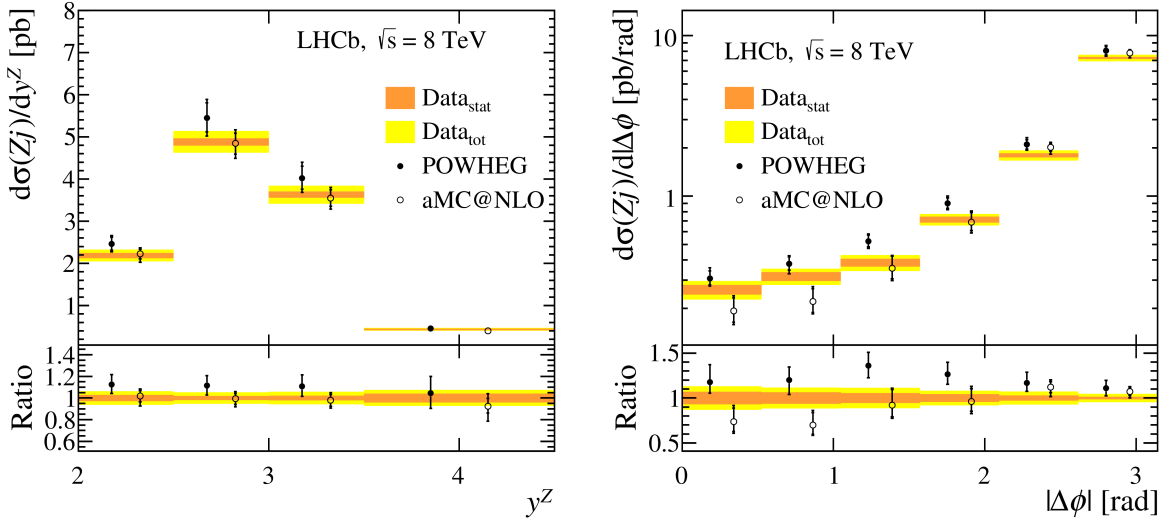 dσ(Zj)/dy^Z [pb]
LHCb, √s = 8 TeV
Data_stat
Data_tot
POWHEG
aMC@NLO
8
7
6
5
4
3
2
1
Ratio
1.4
1.2
1.0
0.8
0.6
2 3 4
y^Z
dσ(Zj)/d|Δϕ| [pb/rad]
LHCb, √s = 8 TeV
Data_stat
Data_tot
POWHEG
aMC@NLO
10
1
Ratio
1.5
1.0
0.5
0 1 2 3
|Δϕ| [rad]